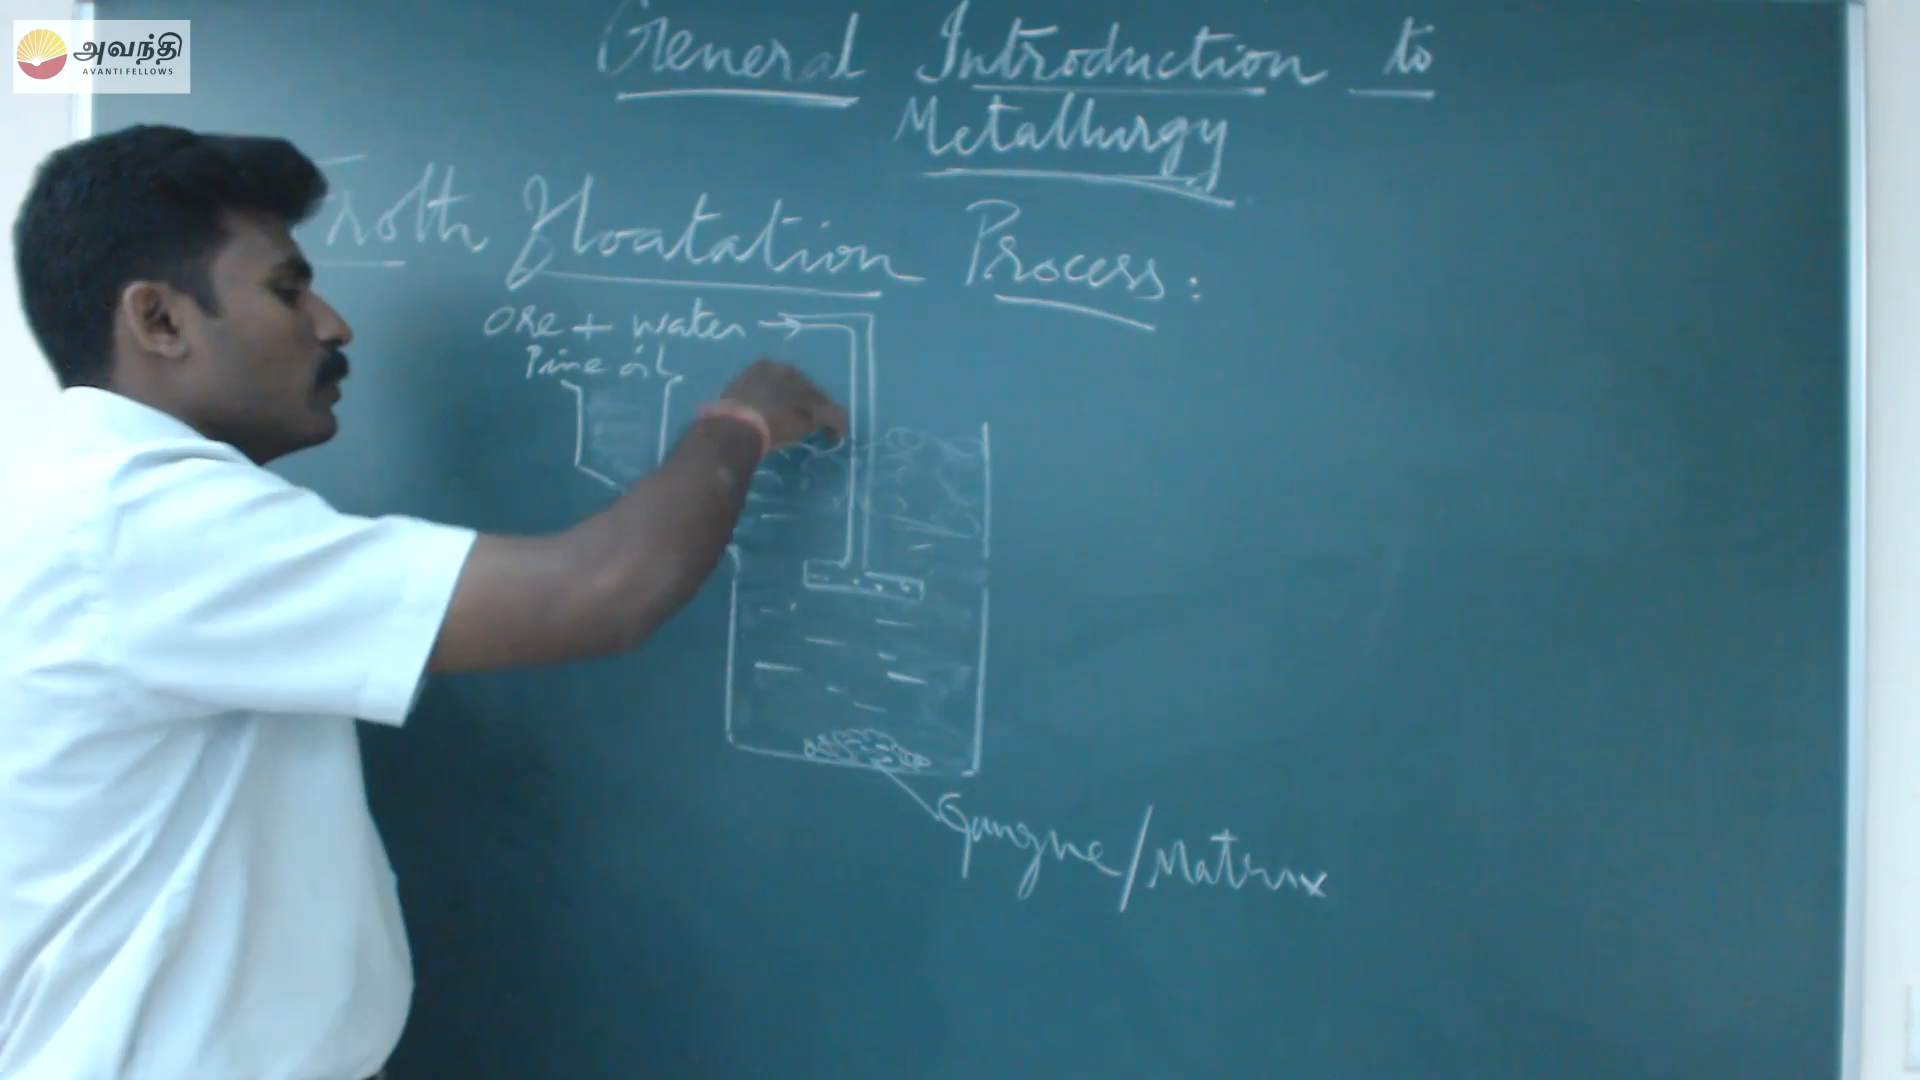 அவந்தி
AVANTI FELLOWS
General Introduction to
Metallurgy
Froth Floatation Process:
Ore + water →
Pine oil
Gangue/Matrix